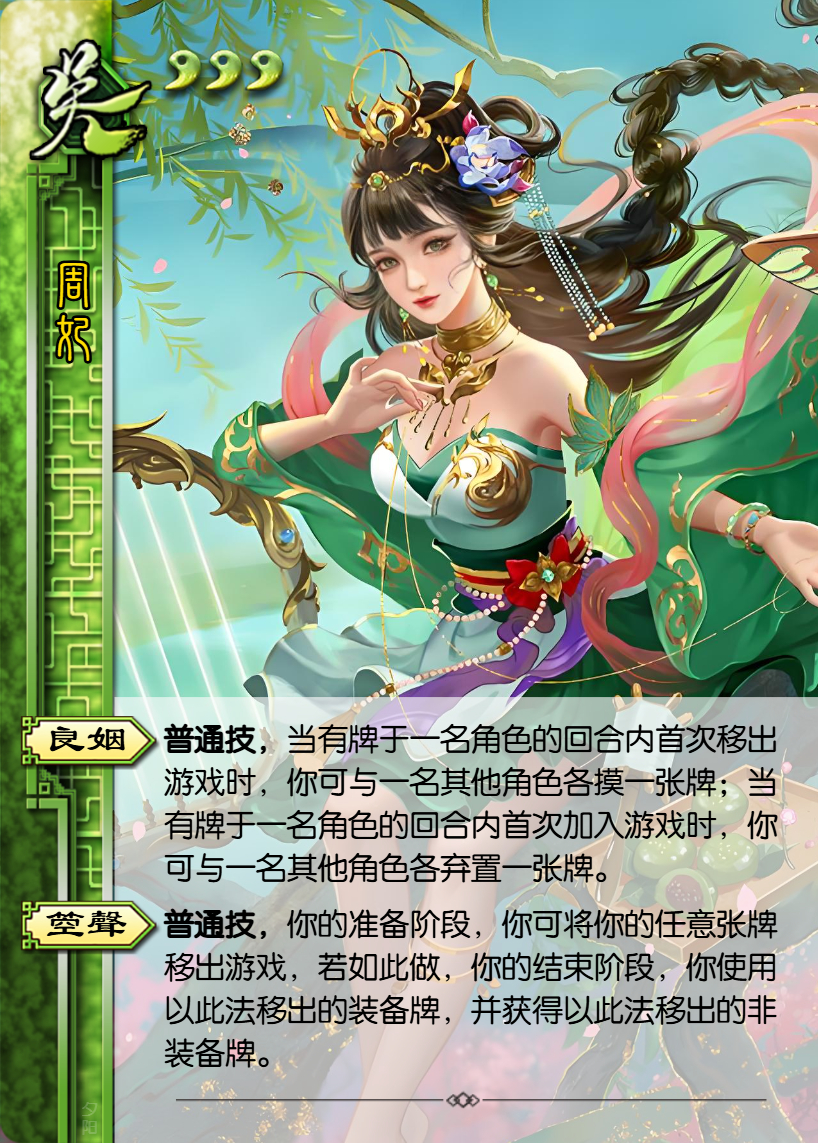 吴
周妃
良姻
普通技，当有牌于一名角色的回合内首次移出
游戏时，你可与一名其他角色各摸一张牌；当
有牌于一名角色的回合内首次加入游戏时，你
可与一名其他角色各弃置一张牌。
箜聲
普通技，你的准备阶段，你可将你的任意张牌
移出游戏，若如此做，你的结束阶段，你使用
以此法移出的装备牌，并获得以此法移出的非
装备牌。
夕阳